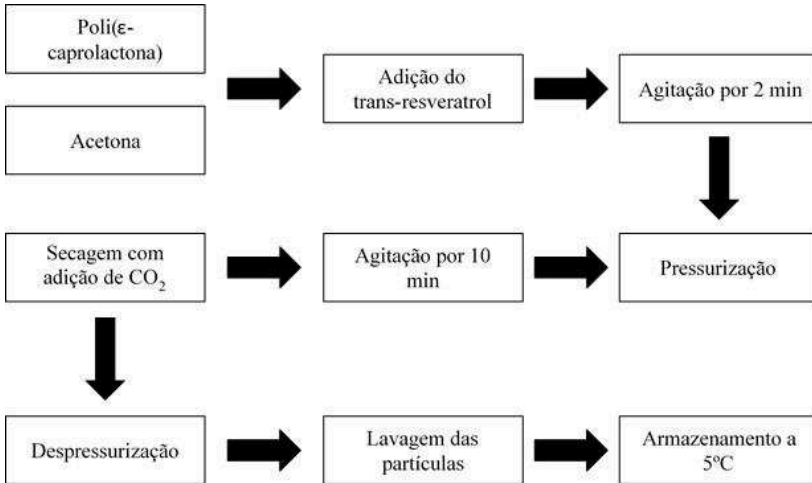 Poli(ε-
caprolactona)
Acetona
Adição do
trans-resveratrol
Agitação por 2 min
Secagem com
adição de CO₂
Agitação por 10
min
Pressurização
Despressurização
Lavagem das
partículas
Armazenamento a
5ºC